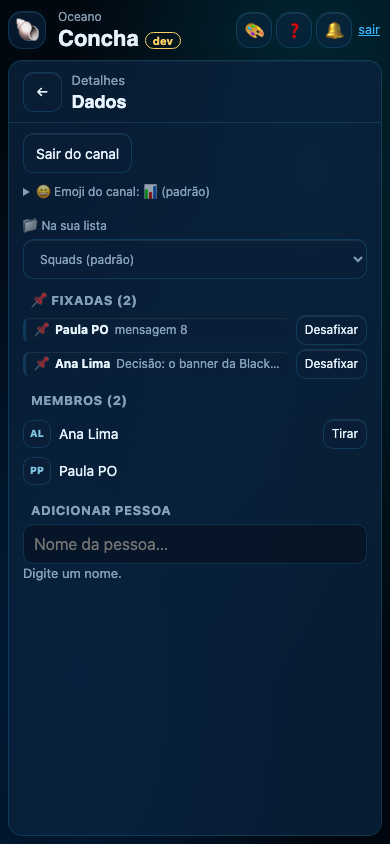 Oceano
Concha dev
sair
←
Detalhes
Dados
Sair do canal
▶ 😀 Emoji do canal: 📊 (padrão)
📁 Na sua lista
Squads (padrão)
📌 FIXADAS (2)
📌 Paula PO mensagem 8 Desafixar
📌 Ana Lima Decisão: o banner da Black... Desafixar
MEMBROS (2)
AL Ana Lima Tirar
PP Paula PO
ADICIONAR PESSOA
Nome da pessoa...
Digite um nome.